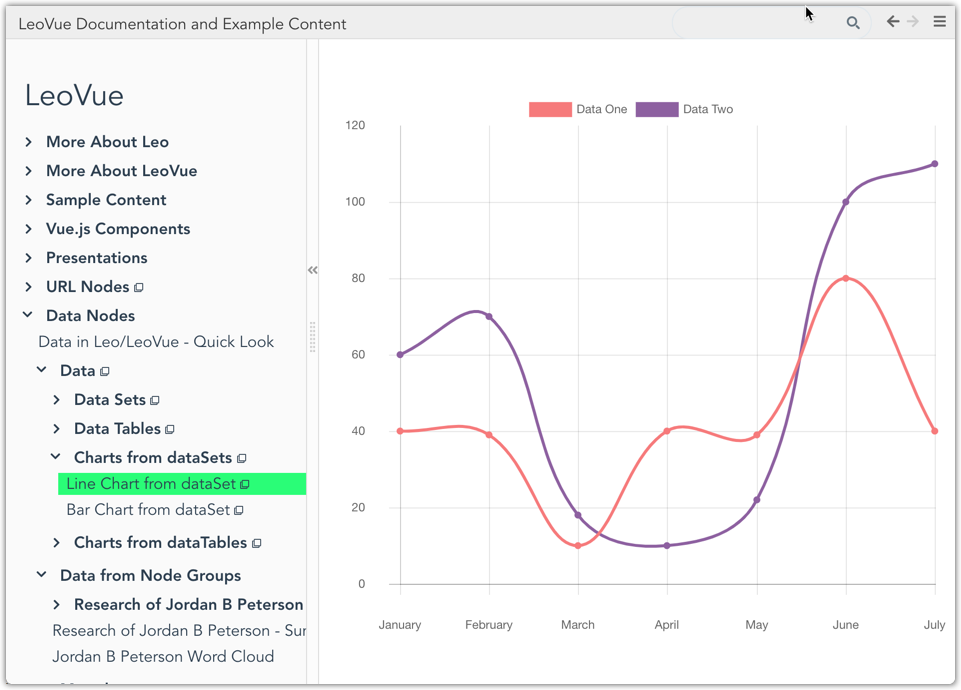 LeoVue Documentation and Example Content
LeoVue
More About Leo
More About LeoVue
Sample Content
Vue.js Components
Presentations
URL Nodes
Data Nodes
Data in Leo/LeoVue - Quick Look
Data
Data Sets
Data Tables
Charts from dataSets
Line Chart from dataSet
Bar Chart from dataSet
Charts from dataTables
Data from Node Groups
Research of Jordan B Peterson
Research of Jordan B Peterson - Sur
Jordan B Peterson Word Cloud
«
Data One Data Two
120
100
80
60
40
20
0
January February March April May June July